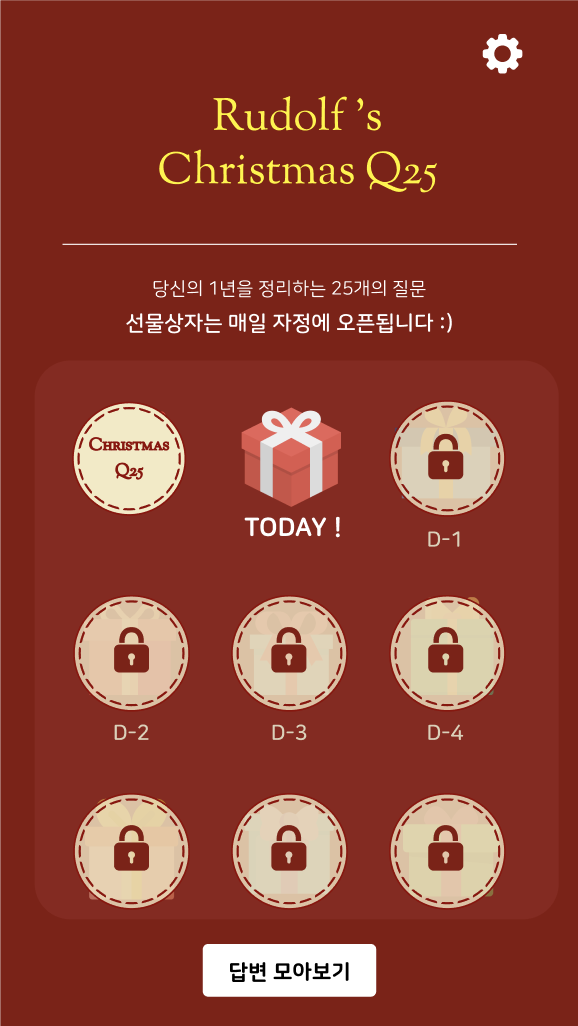 Rudolf ’s
Christmas Q25
당신의 1년을 정리하는 25개의 질문
선물상자는 매일 자정에 오픈됩니다 :)
Christmas
Q25
TODAY !
D-1
D-2
D-3
D-4
답변 모아보기